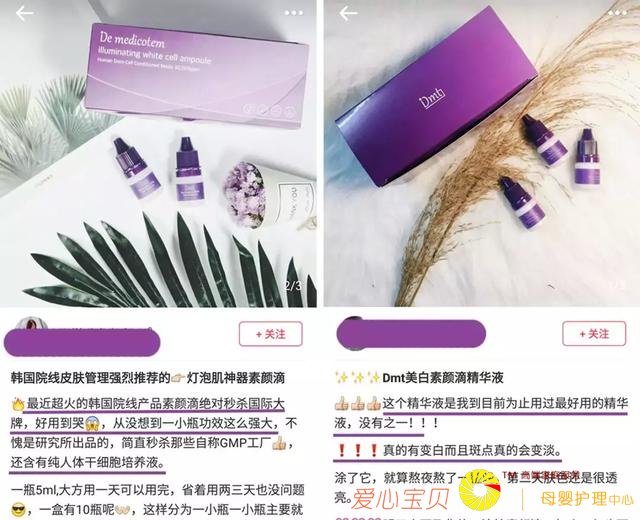 De medicotem
illuminating white cell ampoule
2/3
+关注
韩国院线皮肤管理强烈推荐的👉🏻灯泡肌神器素颜滴
🔥最近超火的韩国院线产品素颜滴绝对秒杀国际大
牌，好用到哭😱，从没想到一小瓶功效这么强大，不
愧是研究所出品的，简直秒杀那些自称GMP工厂👍🏻，
还含有纯人体干细胞培养液。
一瓶5ml,大方用一天可以用完，省着用两三天也没问题
😎，一盒有10瓶呢👐🏻，这样分为一小瓶一小瓶主要就
Dmt
1/3
+关注
✨✨✨Dmt美白素颜滴精华液
👍🏻👍🏻👍🏻这个精华液是我到目前为止用过最好用的精华
液，没有之一！！！
❗❗❗真的有变白而且斑点真的会变淡。
涂了它，就算熬夜熬了一
第二天肤色还是很透
亮。
爱心宝贝 母婴护理中心